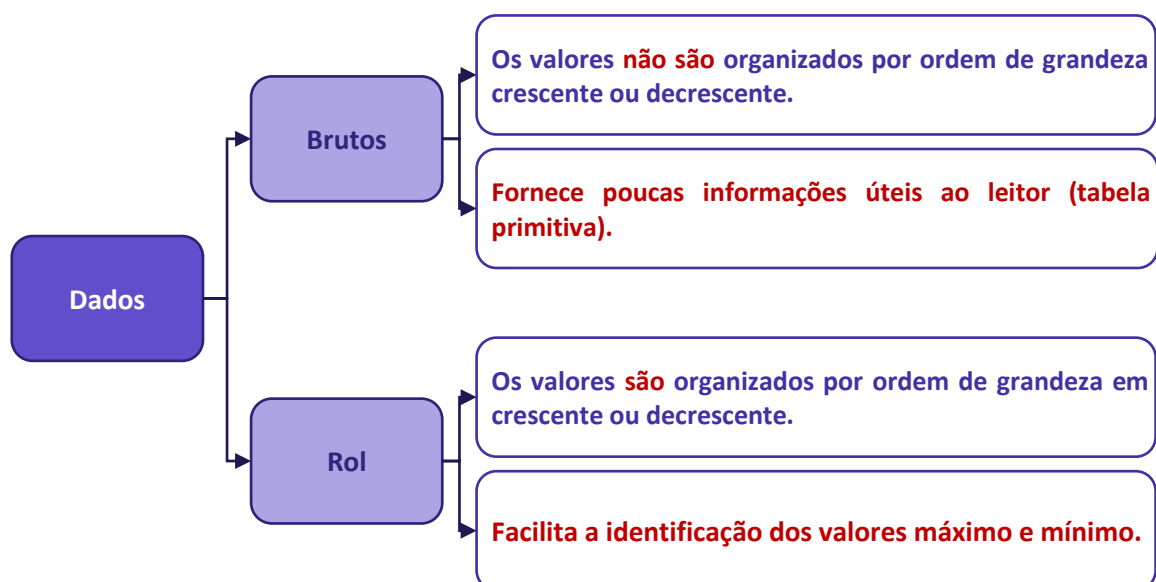 Os valores não são organizados por ordem de grandeza
crescente ou decrescente.
Brutos
Fornece poucas informações úteis ao leitor (tabela
primitiva).
Dados
Os valores são organizados por ordem de grandeza em
crescente ou decrescente.
Rol
Facilita a identificação dos valores máximo e mínimo.